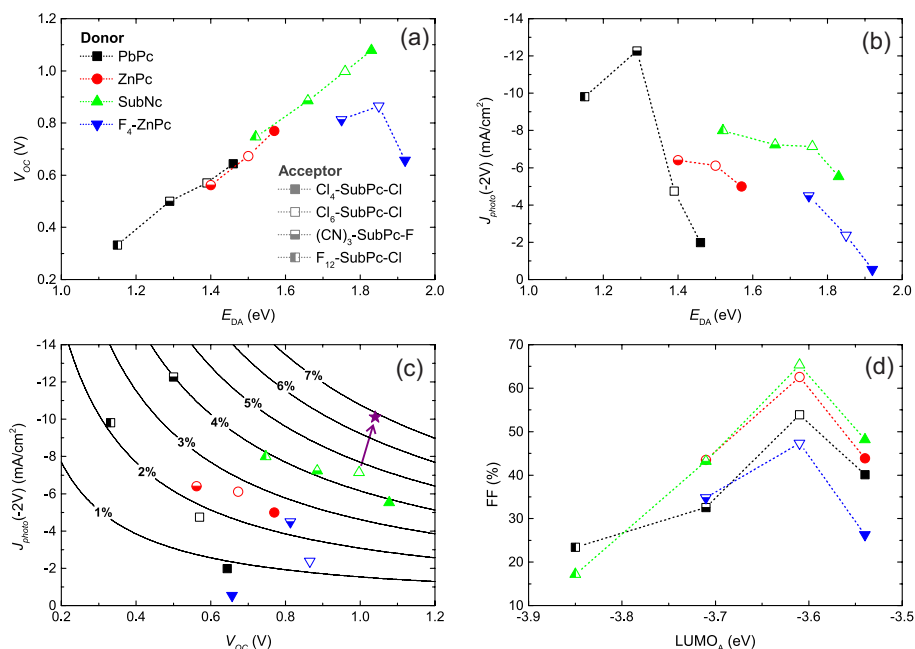 (a)
Donor
PbPc
ZnPc
SubNc
F4-ZnPc
Acceptor
Cl4-SubPc-Cl
Cl6-SubPc-Cl
(CN)3-SubPc-F
F12-SubPc-Cl
VOC (V)
1.2
1.0
0.8
0.6
0.4
0.2
1.0 1.2 1.4 1.6 1.8 2.0
EDA (eV)
(b)
Jphoto(-2V) (mA/cm2)
-14
-12
-10
-8
-6
-4
-2
0
1.0 1.2 1.4 1.6 1.8 2.0
EDA (eV)
(c)
Jphoto(-2V) (mA/cm2)
-14
-12
-10
-8
-6
-4
-2
0
1%
2%
3%
4%
5%
6%
7%
0.2 0.4 0.6 0.8 1.0 1.2
VOC (V)
(d)
FF (%)
70
60
50
40
30
20
10
-3.9 -3.8 -3.7 -3.6 -3.5
LUMOA (eV)